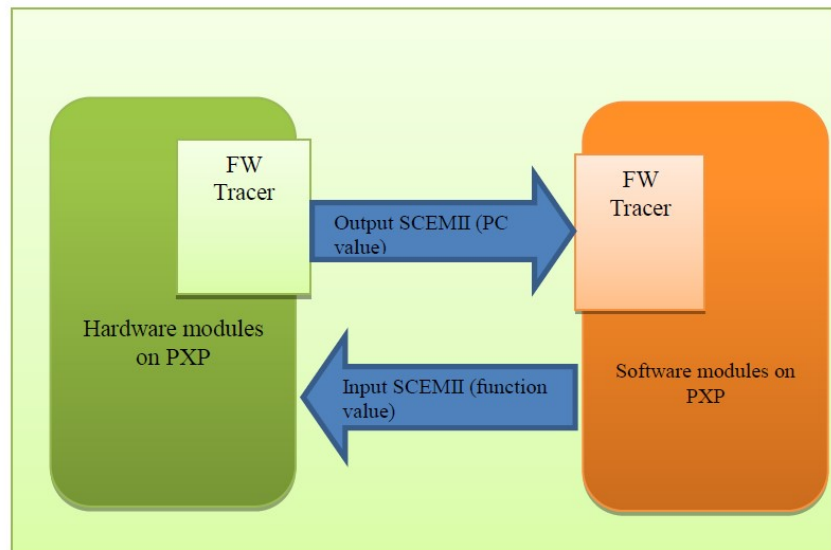 FW
Tracer
Hardware modules
on PXP
Output SCEMII (PC
value)
Input SCEMII (function
value)
FW
Tracer
Software modules on
PXP